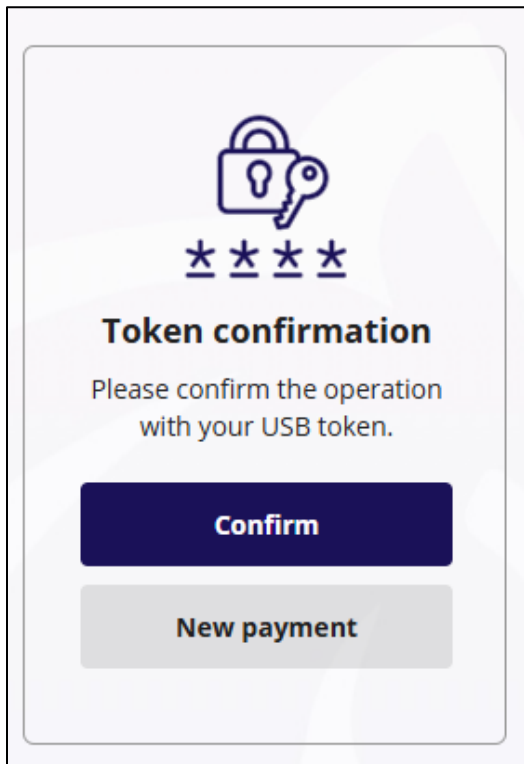 ****
Token confirmation
Please confirm the operation
with your USB token.
Confirm
New payment